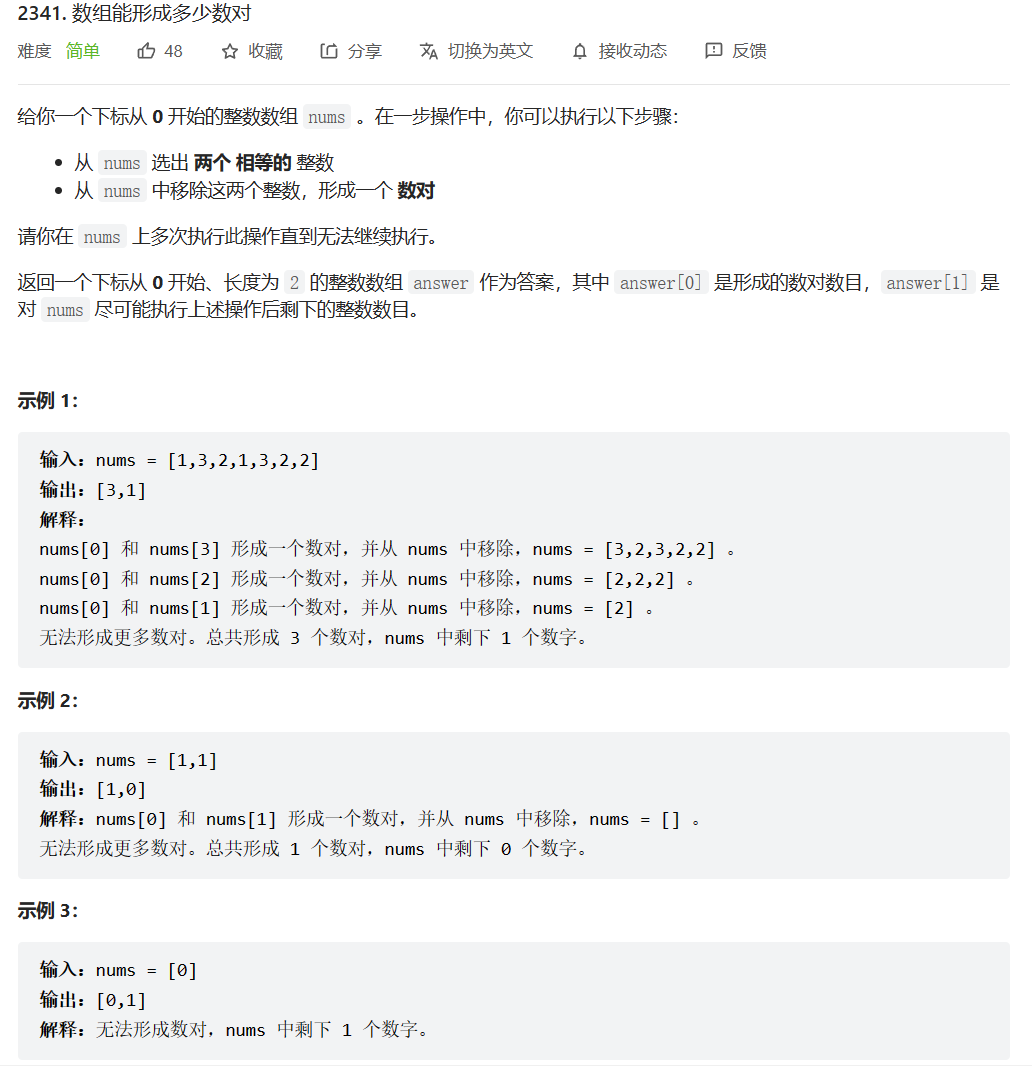 2341. 数组能形成多少数对
难度 简单 48 收藏 分享 切换为英文 接收动态 反馈
给你一个下标从 0 开始的整数数组 nums 。在一步操作中，你可以执行以下步骤：
从 nums 选出 两个 相等的 整数
从 nums 中移除这两个整数，形成一个 数对
请你在 nums 上多次执行此操作直到无法继续执行。
返回一个下标从 0 开始、长度为 2 的整数数组 answer 作为答案，其中 answer[0] 是形成的数对数目，answer[1] 是
对 nums 尽可能执行上述操作后剩下的整数数目。
示例 1：
输入：nums = [1,3,2,1,3,2,2]
输出：[3,1]
解释：
nums[0] 和 nums[3] 形成一个数对，并从 nums 中移除，nums = [3,2,3,2,2] 。
nums[0] 和 nums[2] 形成一个数对，并从 nums 中移除，nums = [2,2,2] 。
nums[0] 和 nums[1] 形成一个数对，并从 nums 中移除，nums = [2] 。
无法形成更多数对。总共形成 3 个数对，nums 中剩下 1 个数字。
示例 2：
输入：nums = [1,1]
输出：[1,0]
解释：nums[0] 和 nums[1] 形成一个数对，并从 nums 中移除，nums = [] 。
无法形成更多数对。总共形成 1 个数对，nums 中剩下 0 个数字。
示例 3：
输入：nums = [0]
输出：[0,1]
解释：无法形成数对，nums 中剩下 1 个数字。